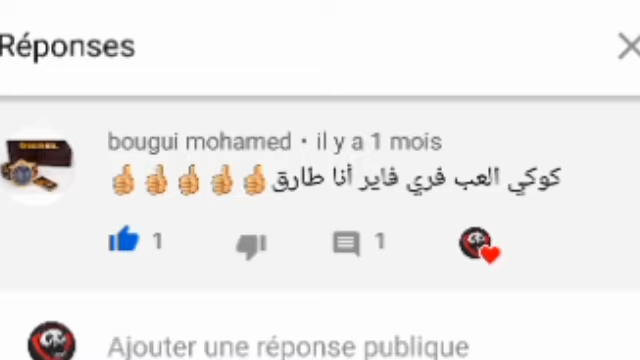 Réponses
bougui mohamed · il y a 1 mois
كوكي العب فري فاير أنا طارق👍👍👍👍👍
1
1
Ajouter une réponse publique